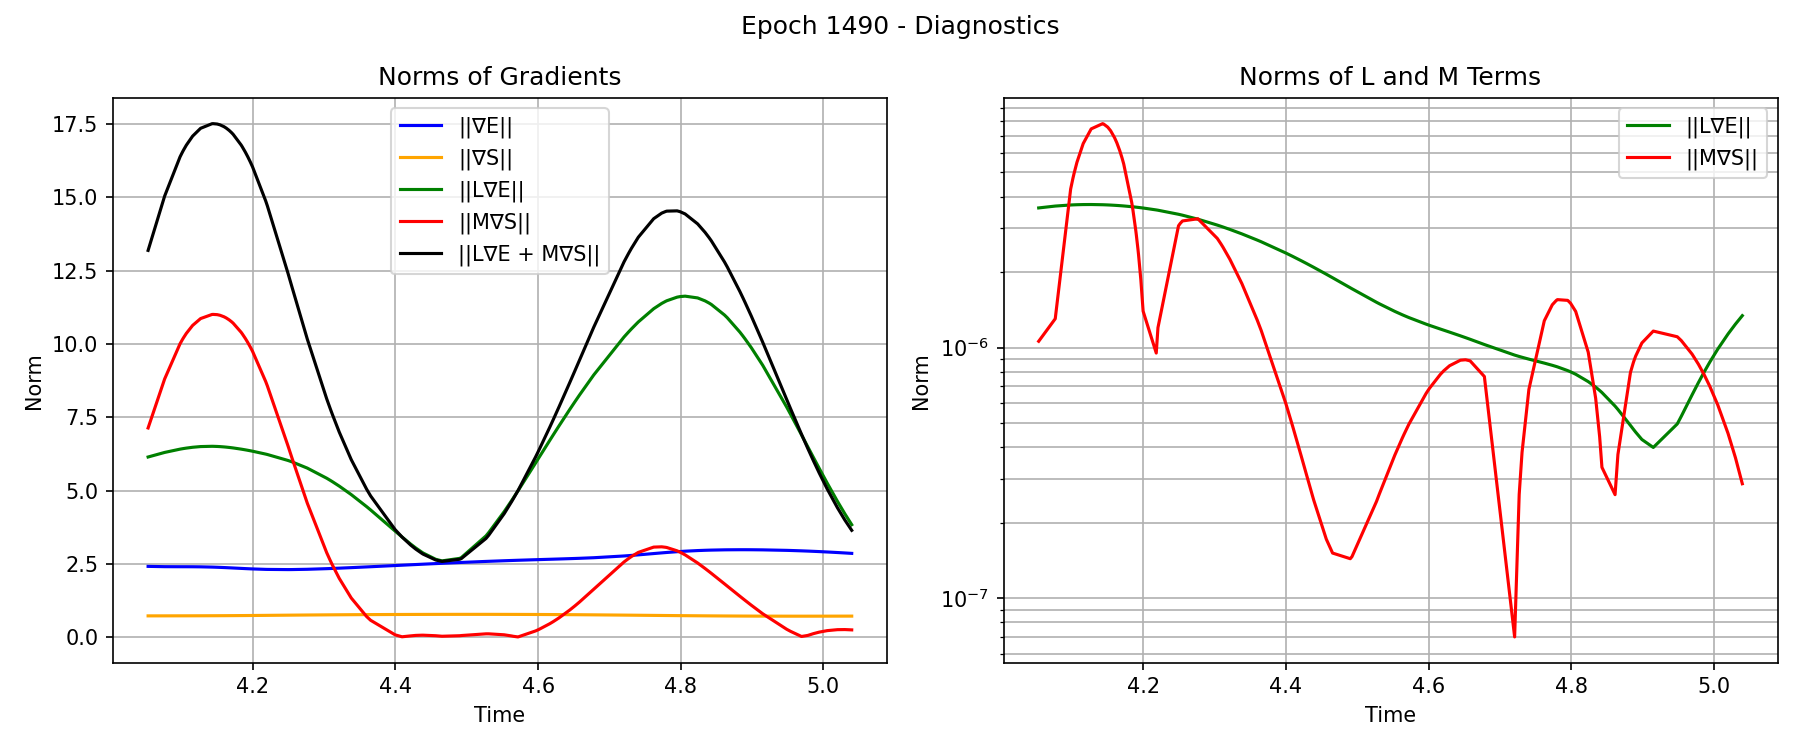 Epoch 1490 - Diagnostics
Norms of Gradients
Norm
17.5
15.0
12.5
10.0
7.5
5.0
2.5
0.0
||∇E||
||∇S||
||L∇E||
||M∇S||
||L∇E + M∇S||
4.2
4.4
4.6
4.8
5.0
Time
Norms of L and M Terms
Norm
10⁻⁶
10⁻⁷
||L∇E||
||M∇S||
4.2
4.4
4.6
4.8
5.0
Time